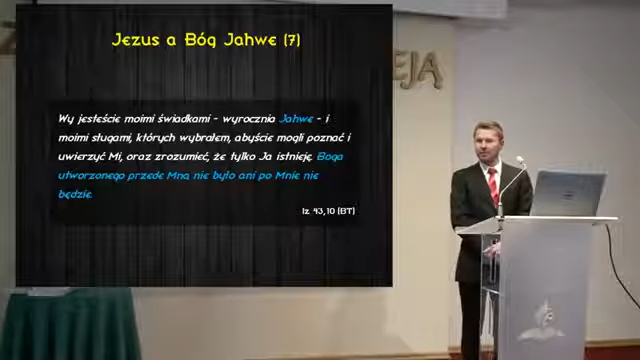 Jezus a Bóg Jahwe (7)
EJA
Wy jesteście moimi świadkami - wyrocznia Jahwe - i
moimi sługami, których wybrałem, abyście mogli poznać i
uwierzyć Mi, oraz zrozumieć, że tylko Ja istnieję. Boga
utworzonego przede Mną nie było ani po Mnie nie
będzie.
Iz 43,10 (BT)